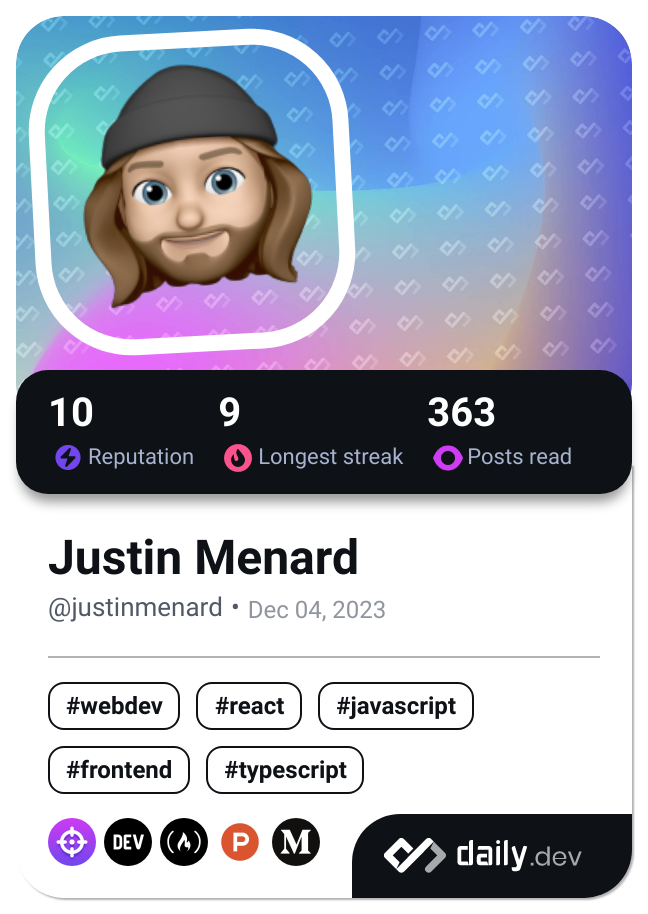 10 9 363
Reputation Longest streak Posts read
Justin Menard
@justinmenard • Dec 04, 2023
#webdev #react #javascript
#frontend #typescript
DEV P M
daily.dev